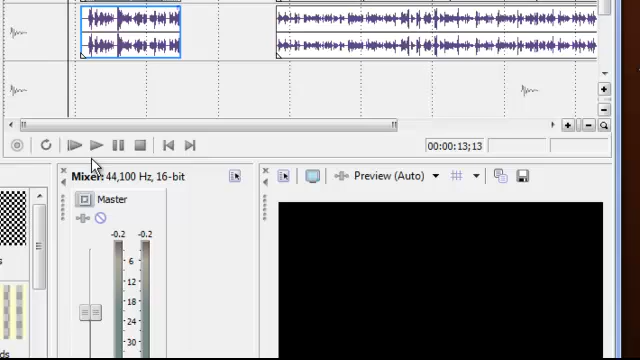 00:00:13;13
Mixer: 44,100 Hz, 16-bit
Preview (Auto)
Master
-0.2 -0.2
6
12
18
24
30
s
ds